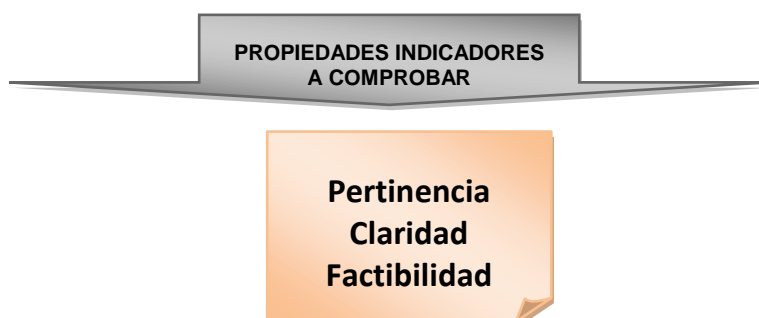 PROPIEDADES INDICADORES
A COMPROBAR
Pertinencia
Claridad
Factibilidad